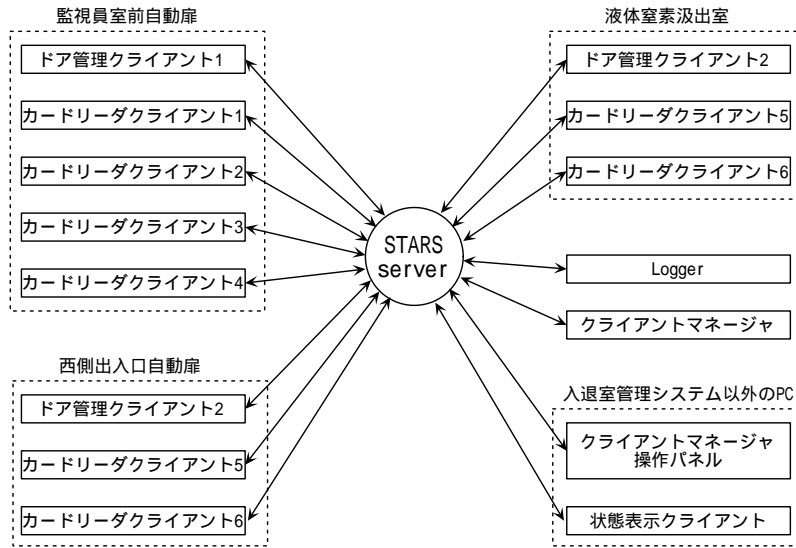 監視員室前自動扉
ドア管理クライアント1
カードリーダクライアント1
カードリーダクライアント2
カードリーダクライアント3
カードリーダクライアント4
西側出入口自動扉
ドア管理クライアント2
カードリーダクライアント5
カードリーダクライアント6
STARS
server
液体窒素汲出室
ドア管理クライアント2
カードリーダクライアント5
カードリーダクライアント6
Logger
クライアントマネージャ
入退室管理システム以外のPC
クライアントマネージャ
操作パネル
状態表示クライアント